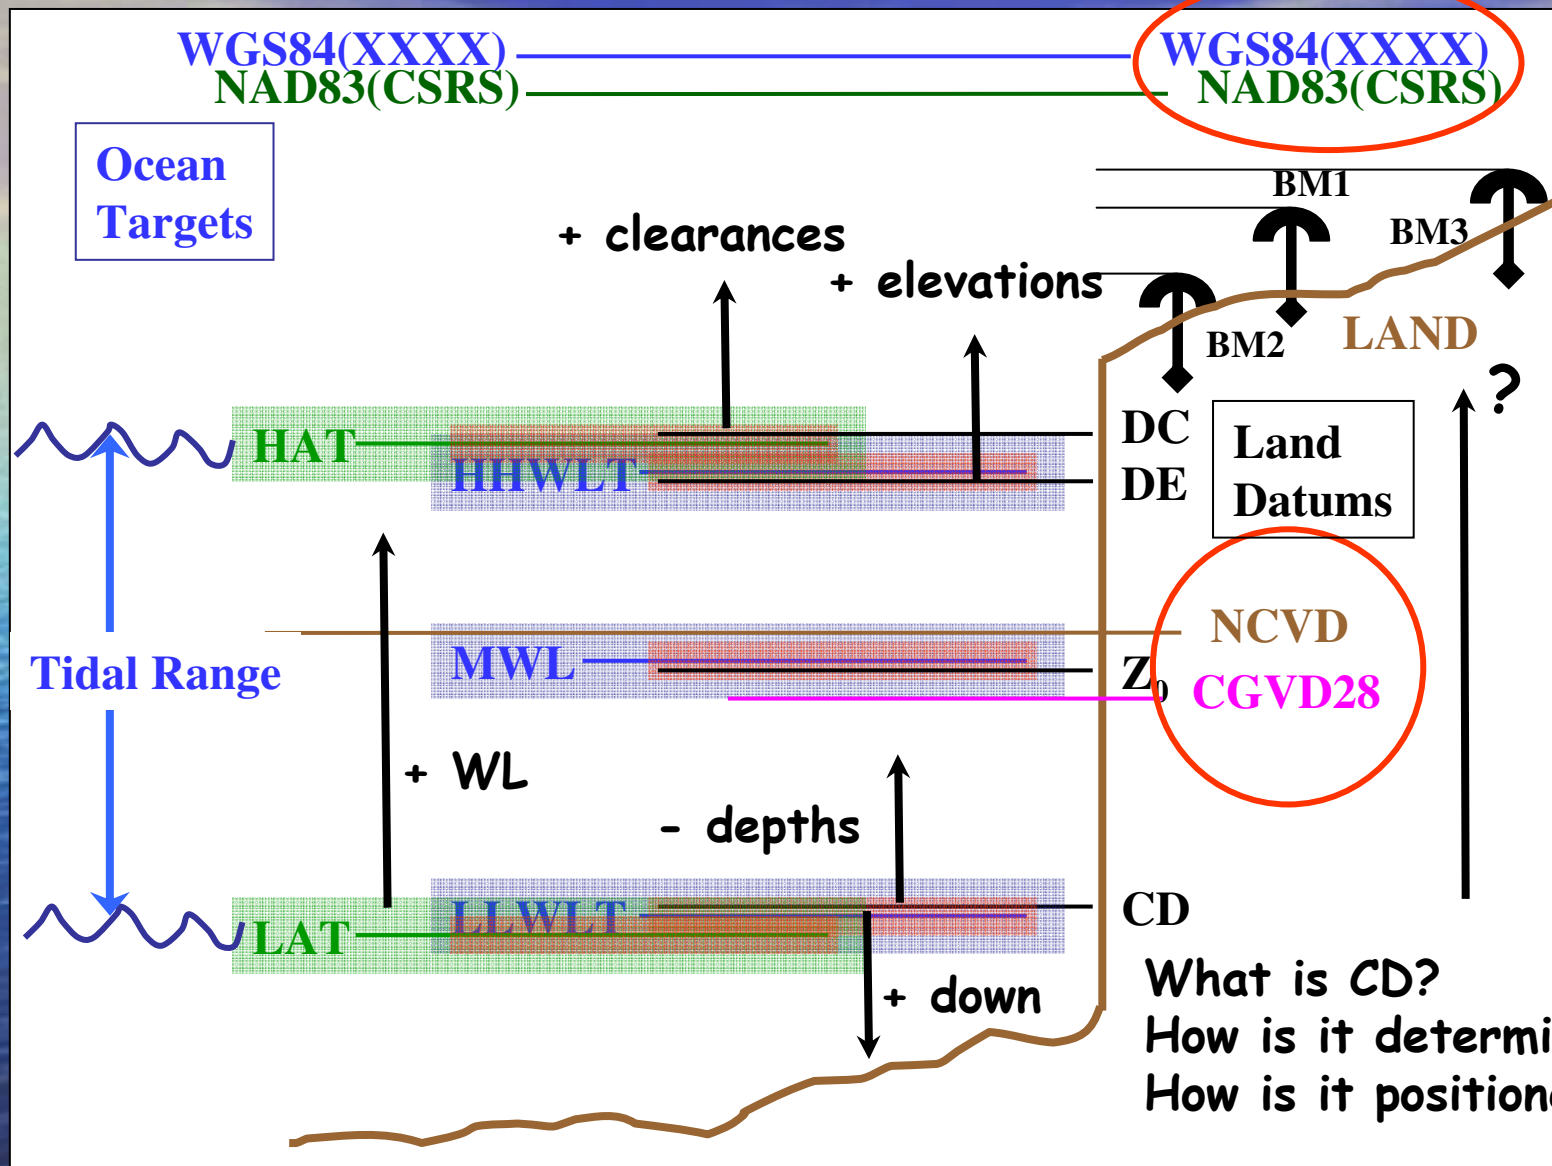 WGS84(XXXX)
NAD83(CSRS)
WGS84(XXXX)
NAD83(CSRS)
Ocean
Targets
+ clearances
+ elevations
BM1
BM3
BM2
LAND
?
HAT
HHWLT
DC
DE
Land
Datums
NCVD
MWL
Z0
CGVD28
Tidal Range
+ WL
- depths
LLWLT
LAT
CD
+ down
What is CD?
How is it determi
How is it position